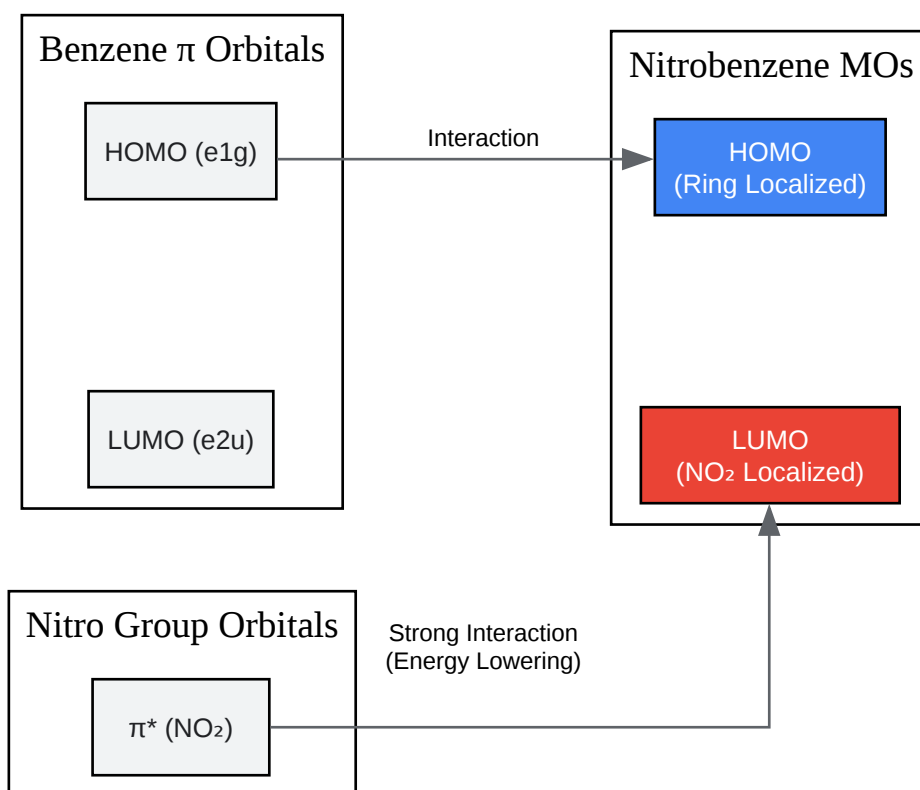 Benzene π Orbitals
HOMO (e1g)
LUMO (e2u)
Interaction
Nitrobenzene MOs
HOMO
(Ring Localized)
LUMO
(NO₂ Localized)
Nitro Group Orbitals
π* (NO₂)
Strong Interaction
(Energy Lowering)